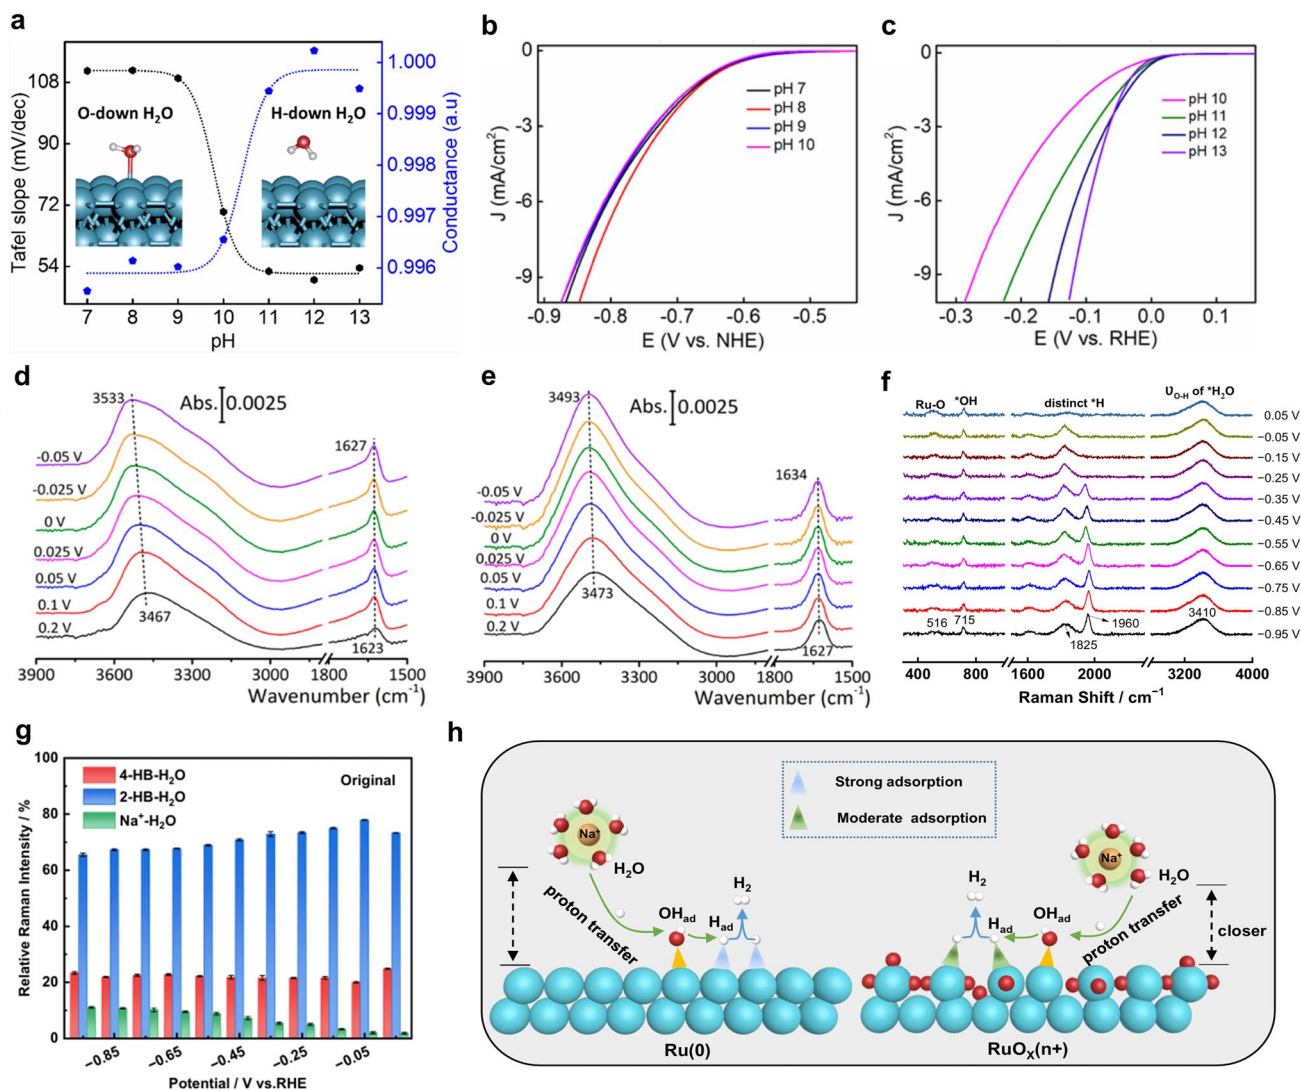 a
108
90
72
54
Tafel slope (mV/dec)
O-down H2O
H-down H2O
1.000
0.999
0.998
0.997
0.996
Conductance (a.u)
7 8 9 10 11 12 13
pH
b
0
-3
-6
-9
J (mA/cm²)
pH 7
pH 8
pH 9
pH 10
-0.9 -0.8 -0.7 -0.6 -0.5
E (V vs. NHE)
c
0
-3
-6
-9
J (mA/cm²)
pH 10
pH 11
pH 12
pH 13
-0.3 -0.2 -0.1 0.0 0.1
E (V vs. RHE)
d
3533
Abs. 0.0025
1627
-0.05 V
-0.025 V
0 V
0.025 V
0.05 V
0.1 V
0.2 V
3467
1623
3900 3600 3300 3000 1800 1500
Wavenumber (cm⁻¹)
e
3493
Abs. 0.0025
1634
-0.05 V
-0.025 V
0 V
0.025 V
0.05 V
0.1 V
0.2 V
3473
1627
3900 3600 3300 3000 1800 1500
Wavenumber (cm⁻¹)
f
Ru-O
*OH
distinct *H
υO-H of *H2O
0.05 V
−0.05 V
−0.15 V
−0.25 V
−0.35 V
−0.45 V
−0.55 V
−0.65 V
−0.75 V
−0.85 V
−0.95 V
516 715 1960 3410
1825
400 800 1600 2000 3200 4000
Raman Shift / cm−1
g
100
80
60
40
20
0
Relative Raman Intensity / %
4-HB-H2O
2-HB-H2O
Na+-H2O
Original
−0.85 −0.65 −0.45 −0.25 −0.05
Potential / V vs.RHE
h
Strong adsorption
Moderate adsorption
Na+
H2O
proton transfer
OHad
Had
H2
Ru(0)
H2
Had
OHad
Na+
H2O
proton transfer
closer
RuOX(n+)